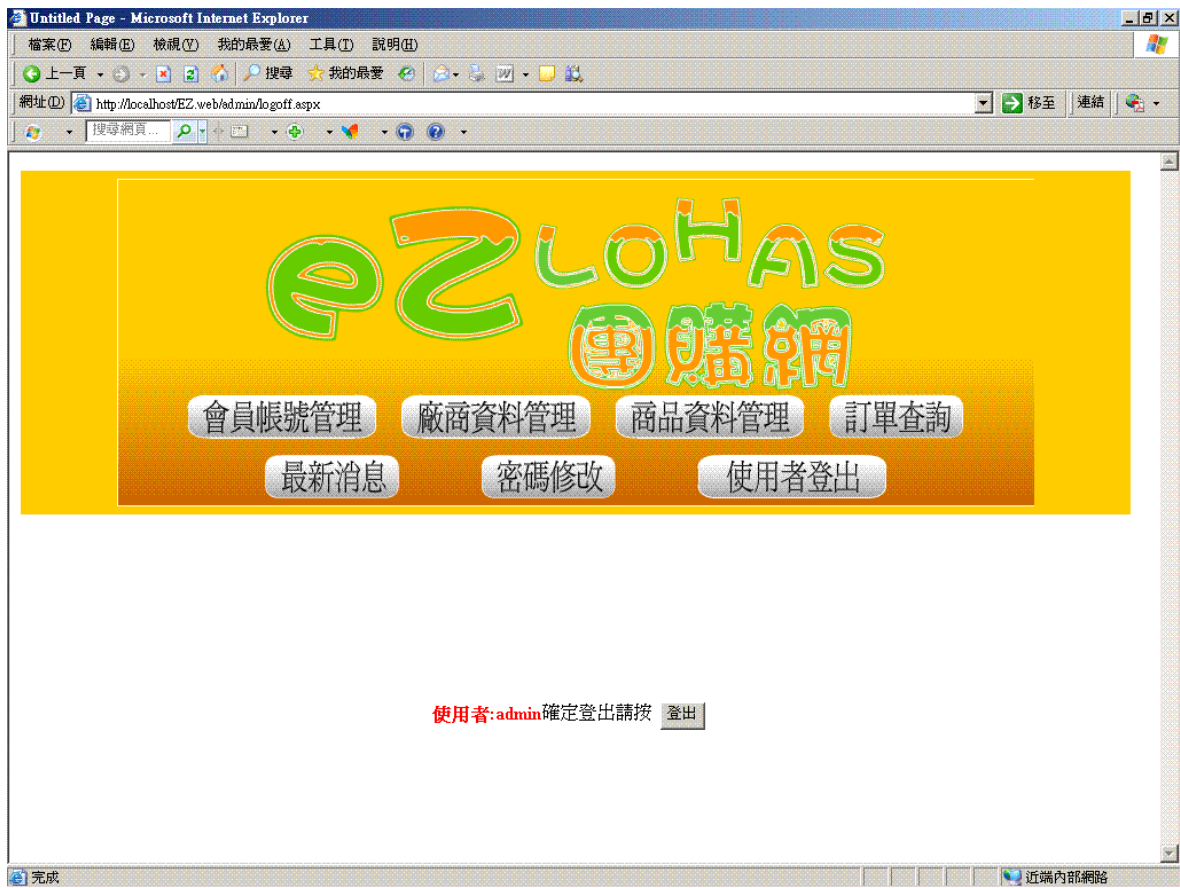 Untitled Page - Microsoft Internet Explorer
檔案(F) 編輯(E) 檢視(V) 我的最愛(A) 工具(T) 說明(H)
上一頁 搜尋 我的最愛
網址(D) http://localhost/EZ.web/admin/logoff.aspx 移至 連結
搜尋網頁...
eZLOHAS
團購網
會員帳號管理 廠商資料管理 商品資料管理 訂單查詢
最新消息 密碼修改 使用者登出
使用者:admin確定登出請按 登出
完成 近端內部網路